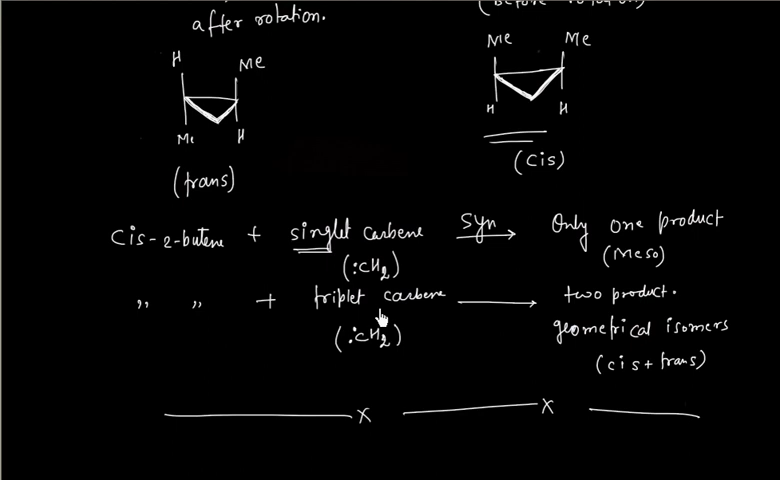 after rotation.
H
Me
Me
H
(trans)
Me
Me
H
H
(Cis)
Cis-2-butene + singlet carbene Syn Only one product
(:CH2)
(Meso)
,, ,, + triplet carbene two product.
(:CH2)
geometrical isomers
(cis + trans)
X
X